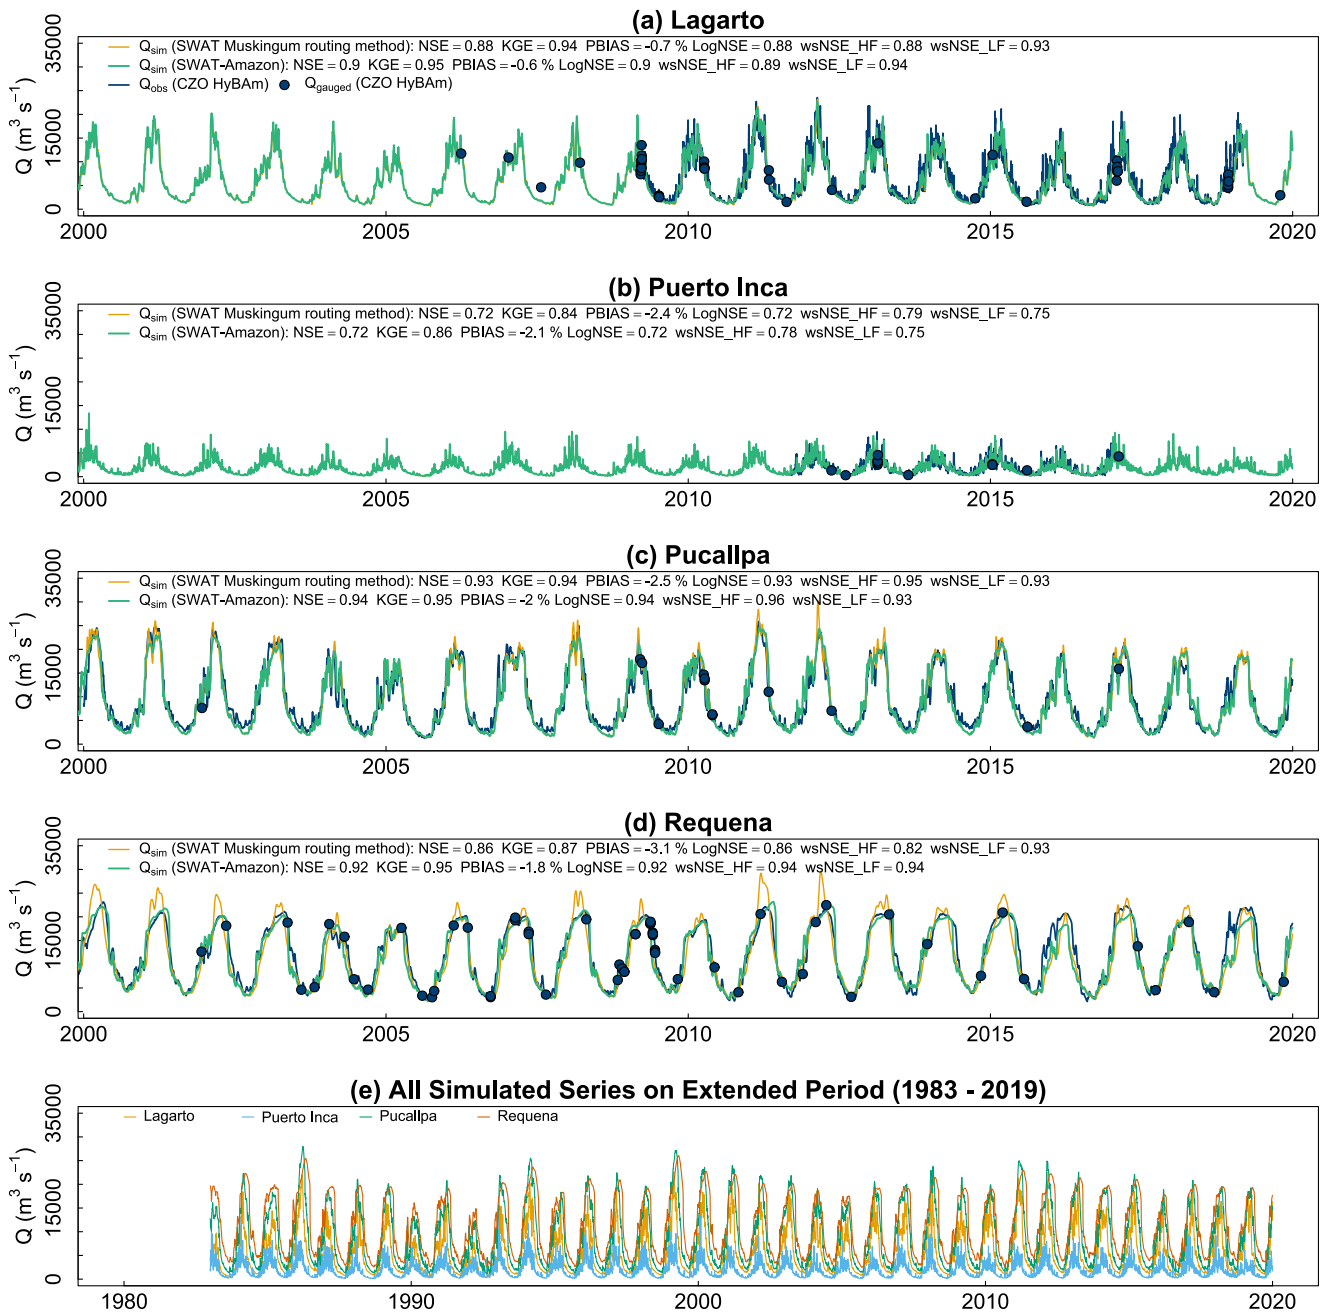 (a) Lagarto
Qsim (SWAT Muskingum routing method): NSE = 0.88 KGE = 0.94 PBIAS = -0.7 % LogNSE = 0.88 wsNSE_HF = 0.88 wsNSE_LF = 0.93
Qsim (SWAT-Amazon): NSE = 0.9 KGE = 0.95 PBIAS = -0.6 % LogNSE = 0.9 wsNSE_HF = 0.89 wsNSE_LF = 0.94
Qobs (CZO HyBAm) Qgauged (CZO HyBAm)
Q (m³ s⁻¹)
35000
15000
0
2000 2005 2010 2015 2020
(b) Puerto Inca
Qsim (SWAT Muskingum routing method): NSE = 0.72 KGE = 0.84 PBIAS = -2.4 % LogNSE = 0.72 wsNSE_HF = 0.79 wsNSE_LF = 0.75
Qsim (SWAT-Amazon): NSE = 0.72 KGE = 0.86 PBIAS = -2.1 % LogNSE = 0.72 wsNSE_HF = 0.78 wsNSE_LF = 0.75
Q (m³ s⁻¹)
35000
15000
0
2000 2005 2010 2015 2020
(c) Pucallpa
Qsim (SWAT Muskingum routing method): NSE = 0.93 KGE = 0.94 PBIAS = -2.5 % LogNSE = 0.93 wsNSE_HF = 0.95 wsNSE_LF = 0.93
Qsim (SWAT-Amazon): NSE = 0.94 KGE = 0.95 PBIAS = -2 % LogNSE = 0.94 wsNSE_HF = 0.96 wsNSE_LF = 0.93
Q (m³ s⁻¹)
35000
15000
0
2000 2005 2010 2015 2020
(d) Requena
Qsim (SWAT Muskingum routing method): NSE = 0.86 KGE = 0.87 PBIAS = -3.1 % LogNSE = 0.86 wsNSE_HF = 0.82 wsNSE_LF = 0.93
Qsim (SWAT-Amazon): NSE = 0.92 KGE = 0.95 PBIAS = -1.8 % LogNSE = 0.92 wsNSE_HF = 0.94 wsNSE_LF = 0.94
Q (m³ s⁻¹)
35000
15000
0
2000 2005 2010 2015 2020
(e) All Simulated Series on Extended Period (1983 - 2019)
Lagarto Puerto Inca Pucallpa Requena
Q (m³ s⁻¹)
35000
15000
0
1980 1990 2000 2010 2020